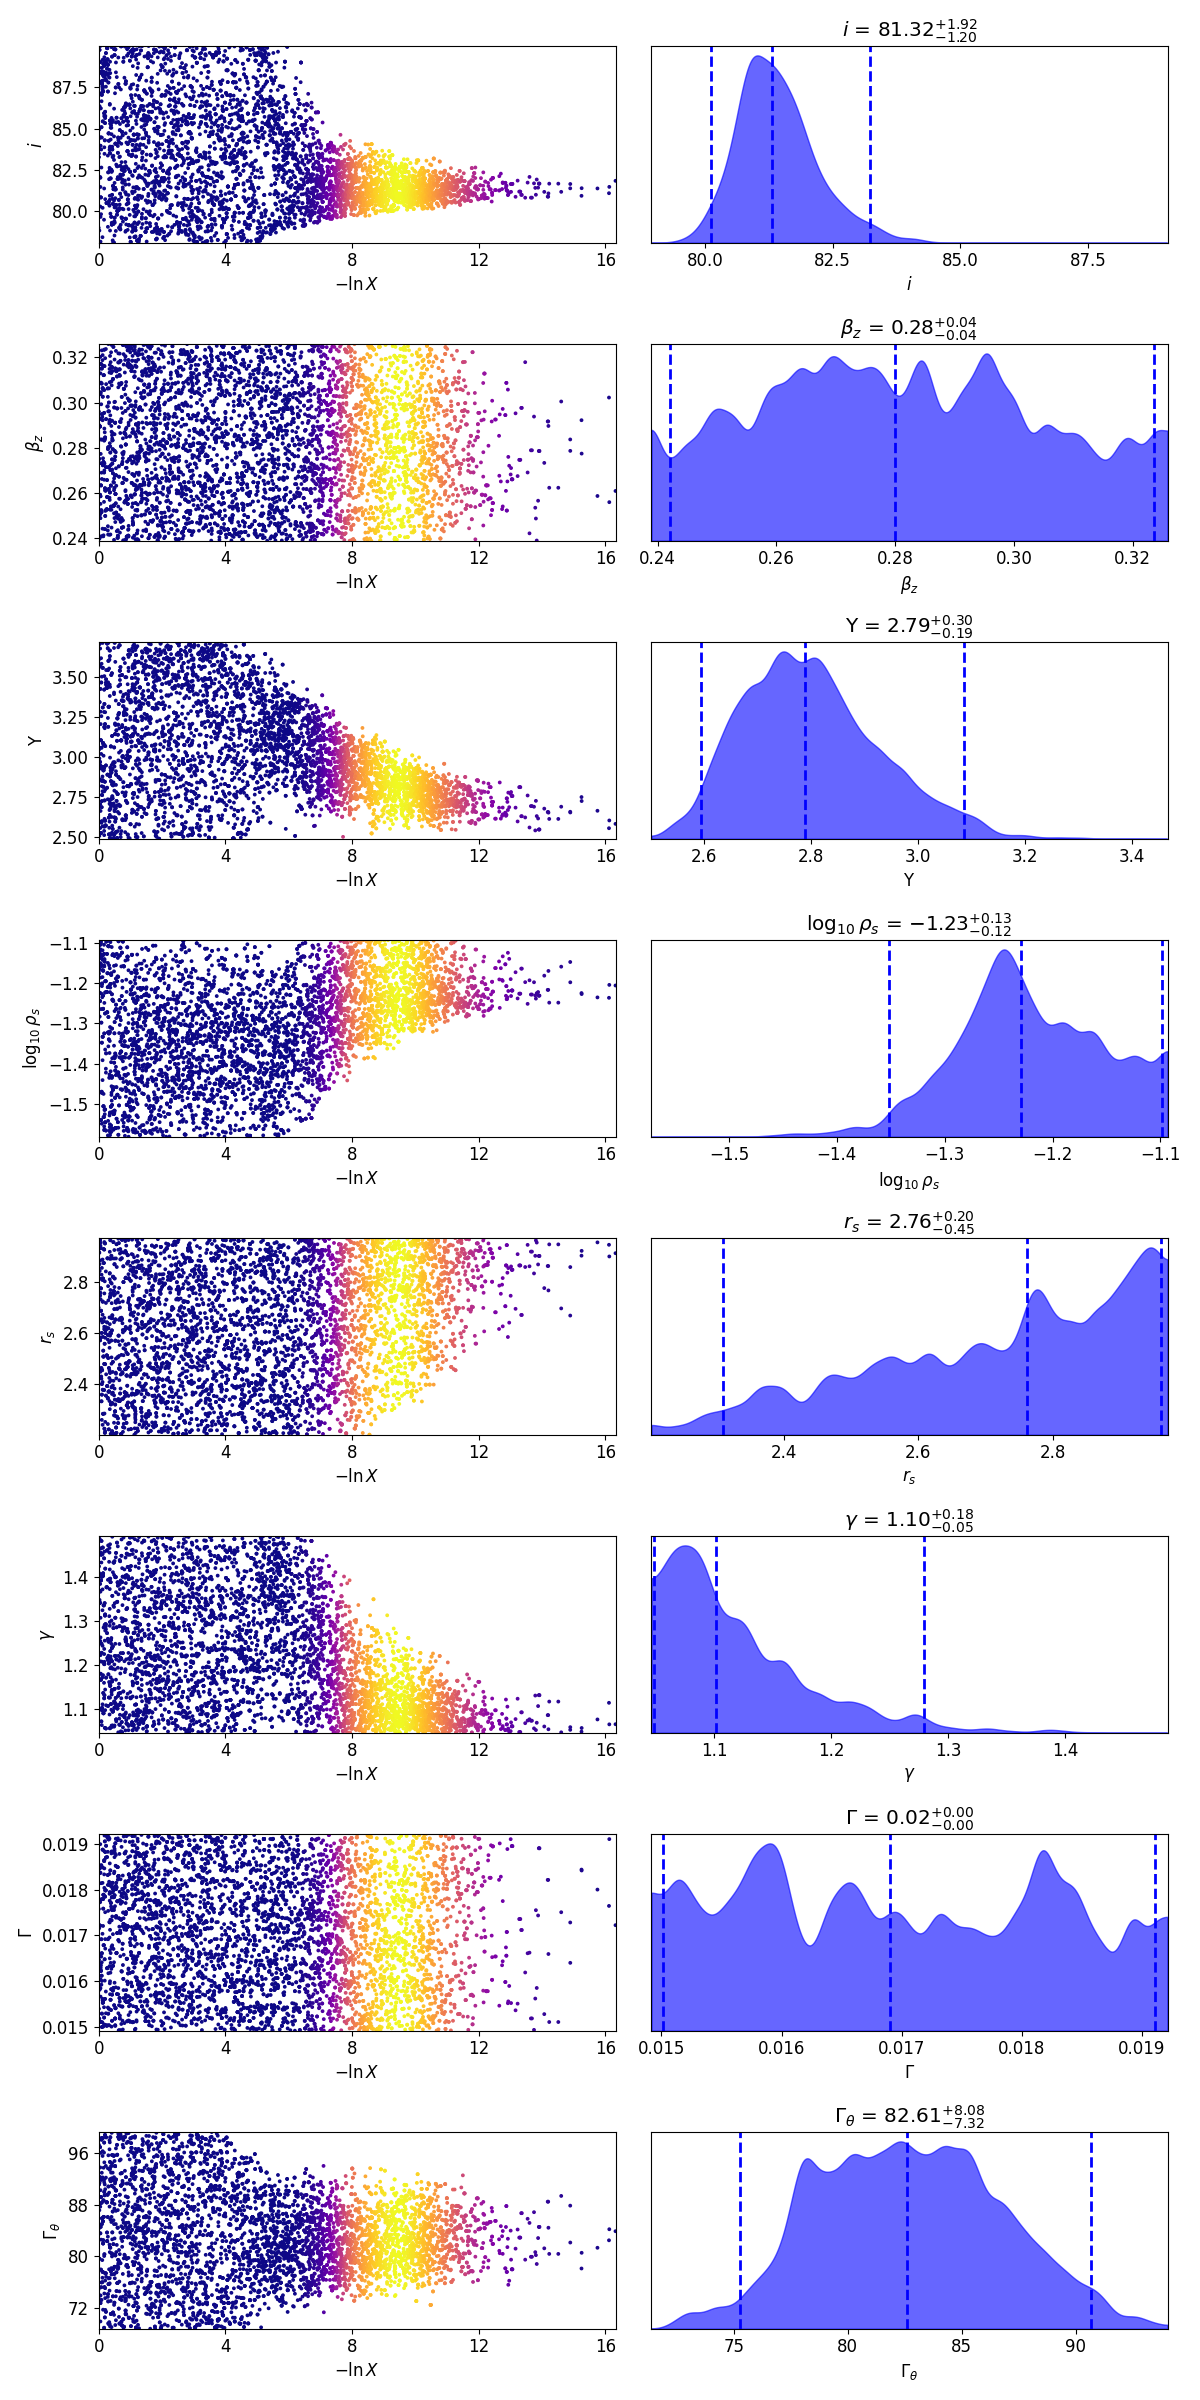 i = 81.32 +1.92 −1.20
87.5
85.0
82.5
80.0
i
0 4 8 12 16
−ln X
80.0 82.5 85.0 87.5
i
β_z = 0.28 +0.04 −0.04
0.32
0.30
0.28
0.26
0.24
β_z
0 4 8 12 16
−ln X
0.24 0.26 0.28 0.30 0.32
β_z
Υ = 2.79 +0.30 −0.19
3.50
3.25
3.00
2.75
2.50
Υ
0 4 8 12 16
−ln X
2.6 2.8 3.0 3.2 3.4
Υ
log₁₀ ρ_s = −1.23 +0.13 −0.12
−1.1
−1.2
−1.3
−1.4
−1.5
log₁₀ ρ_s
0 4 8 12 16
−ln X
−1.5 −1.4 −1.3 −1.2 −1.1
log₁₀ ρ_s
r_s = 2.76 +0.20 −0.45
2.8
2.6
2.4
r_s
0 4 8 12 16
−ln X
2.4 2.6 2.8
r_s
γ = 1.10 +0.18 −0.05
1.4
1.3
1.2
1.1
γ
0 4 8 12 16
−ln X
1.1 1.2 1.3 1.4
γ
Γ = 0.02 +0.00 −0.00
0.019
0.018
0.017
0.016
0.015
Γ
0 4 8 12 16
−ln X
0.015 0.016 0.017 0.018 0.019
Γ
Γ_θ = 82.61 +8.08 −7.32
96
88
80
72
Γ_θ
0 4 8 12 16
−ln X
75 80 85 90
Γ_θ